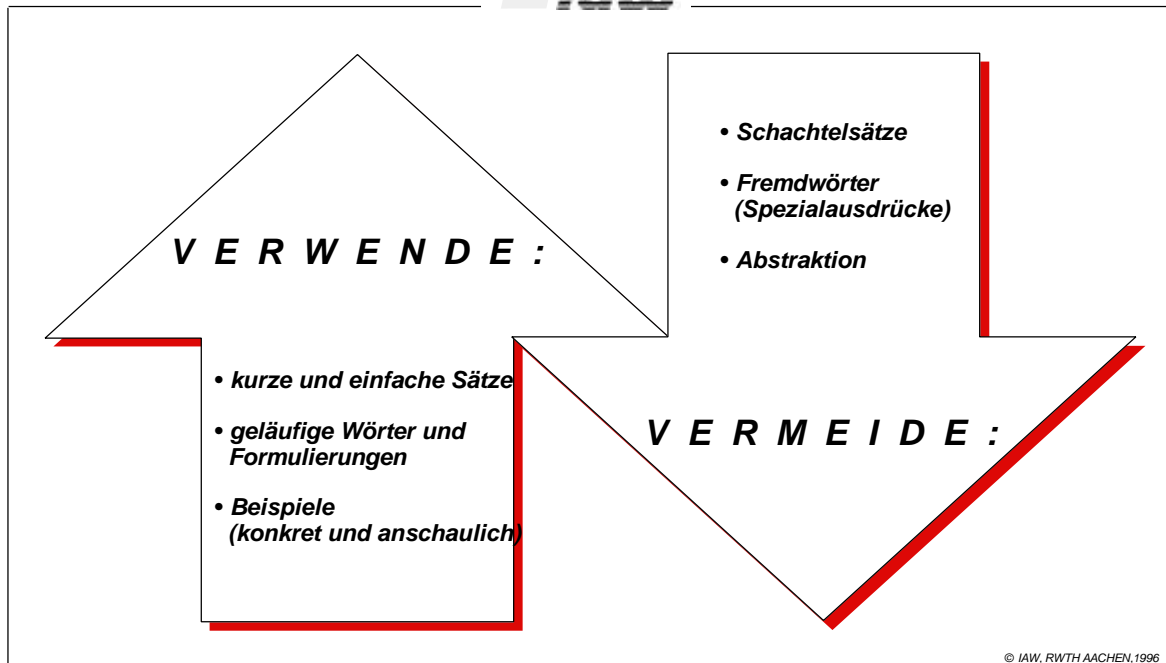 V E R W E N D E :
• kurze und einfache Sätze
• geläufige Wörter und
Formulierungen
• Beispiele
(konkret und anschaulich)
• Schachtelsätze
• Fremdwörter
(Spezialausdrücke)
• Abstraktion
V E R M E I D E :
© IAW, RWTH AACHEN,1996